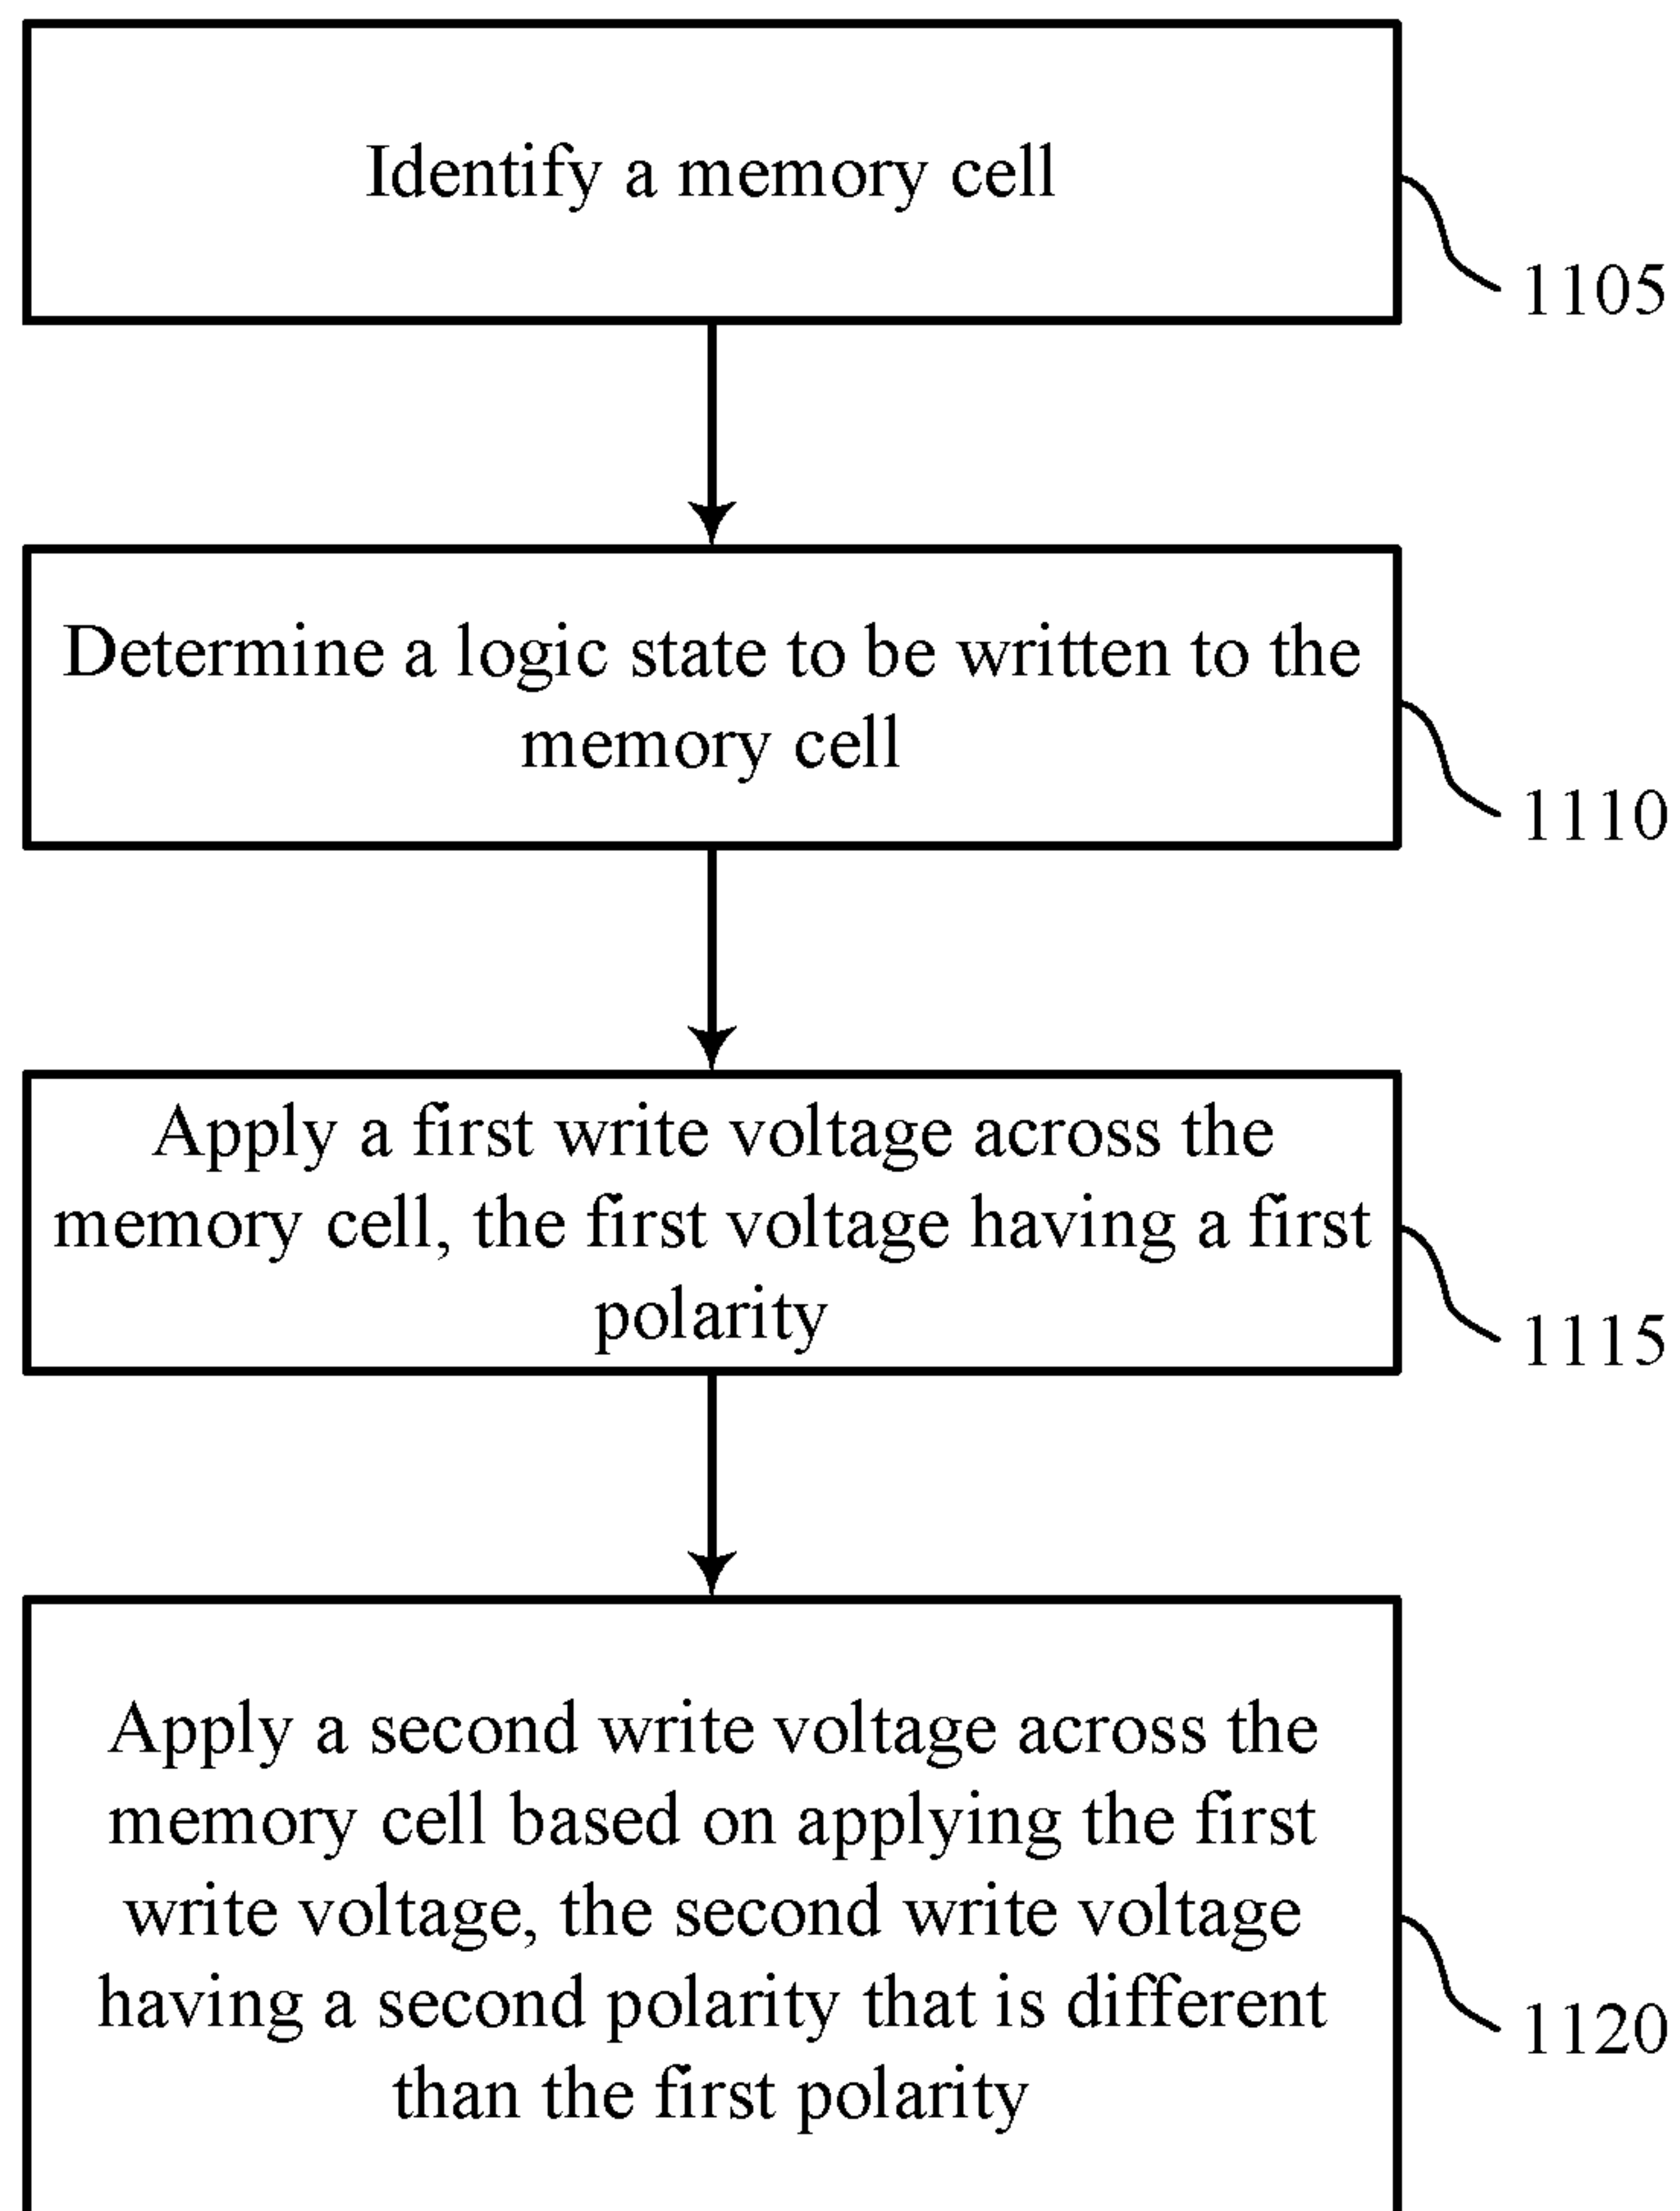 Identify a memory cell
1105
Determine a logic state to be written to the
memory cell
1110
Apply a first write voltage across the
memory cell, the first voltage having a first
polarity
1115
Apply a second write voltage across the
memory cell based on applying the first
write voltage, the second write voltage
having a second polarity that is different
than the first polarity
1120